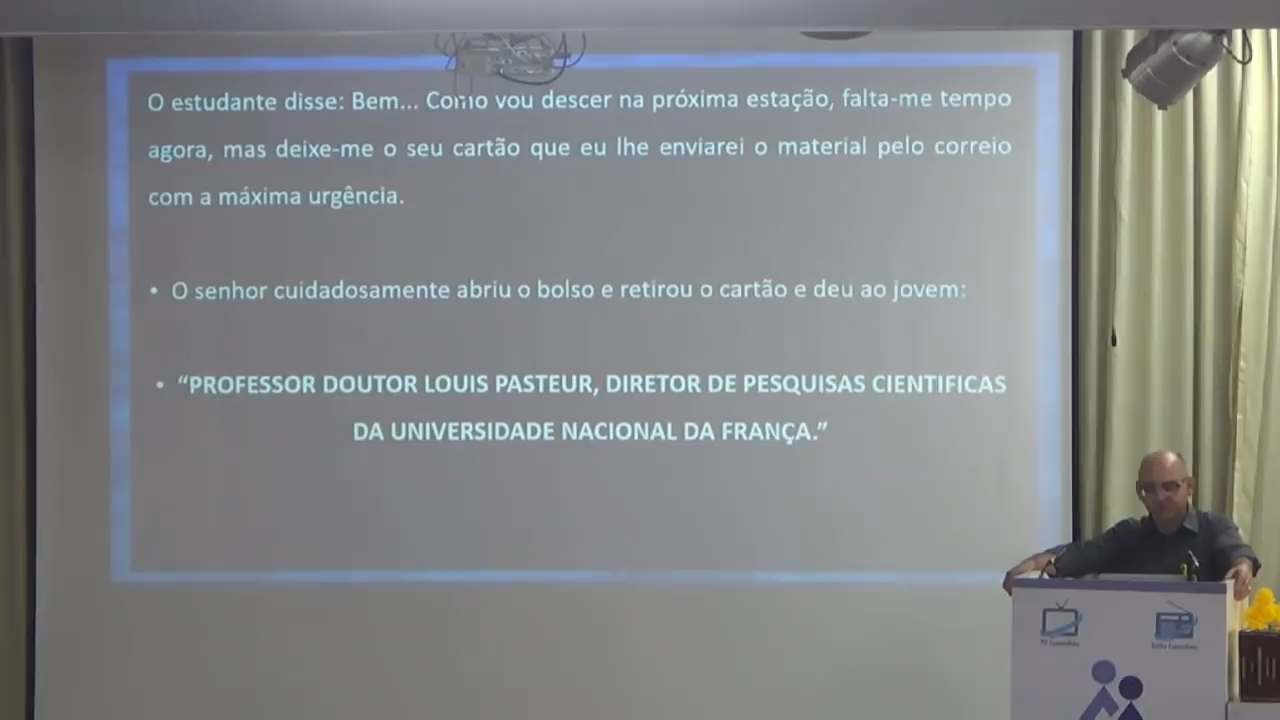 O estudante disse: Bem... Como vou descer na próxima estação, falta-me tempo
agora, mas deixe-me o seu cartão que eu lhe enviarei o material pelo correio
com a máxima urgência.
• O senhor cuidadosamente abriu o bolso e retirou o cartão e deu ao jovem:
• “PROFESSOR DOUTOR LOUIS PASTEUR, DIRETOR DE PESQUISAS CIENTIFICAS
DA UNIVERSIDADE NACIONAL DA FRANÇA.”